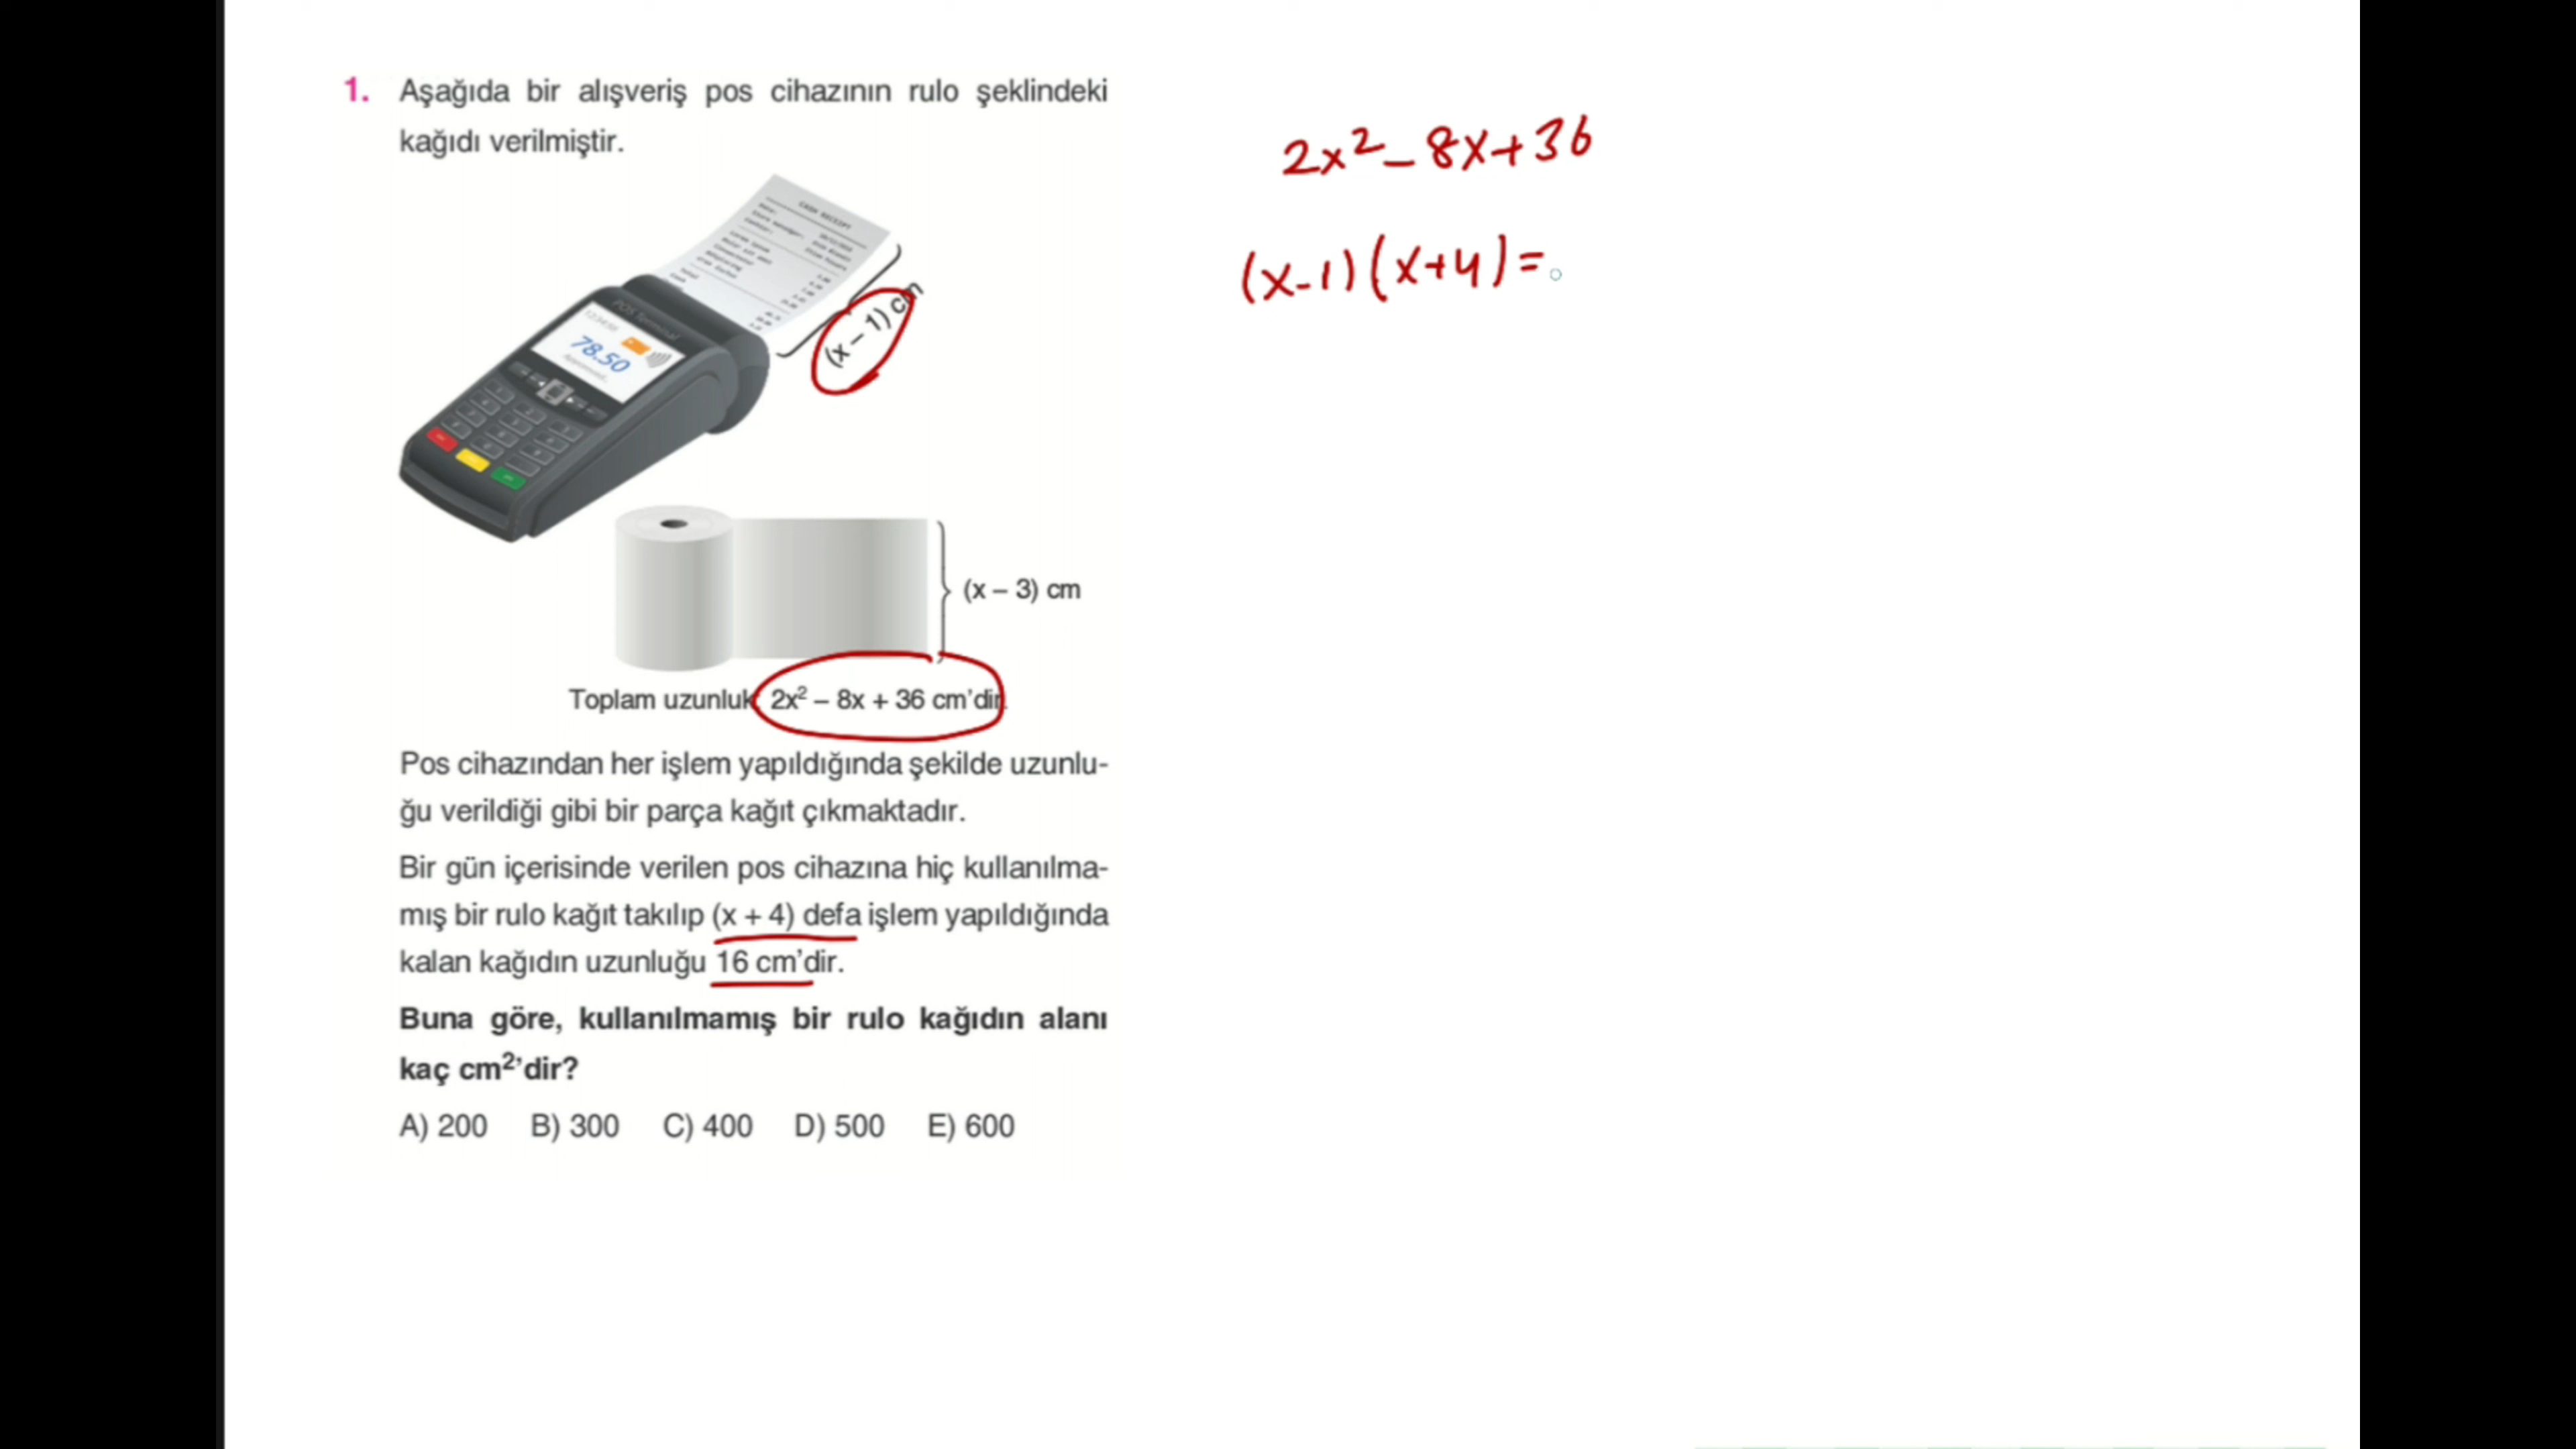 1. Aşağıda bir alışveriş pos cihazının rulo şeklindeki
kağıdı verilmiştir.
CASH RECEIPT
POS Terminal
78.50
(x – 1) cm
(x – 3) cm
Toplam uzunluk 2x² – 8x + 36 cm'dir
Pos cihazından her işlem yapıldığında şekilde uzunlu-
ğu verildiği gibi bir parça kağıt çıkmaktadır.
Bir gün içerisinde verilen pos cihazına hiç kullanılma-
mış bir rulo kağıt takılıp (x + 4) defa işlem yapıldığında
kalan kağıdın uzunluğu 16 cm'dir.
Buna göre, kullanılmamış bir rulo kağıdın alanı
kaç cm²'dir?
A) 200 B) 300 C) 400 D) 500 E) 600
2x² – 8x + 36
(x-1)(x+4)=